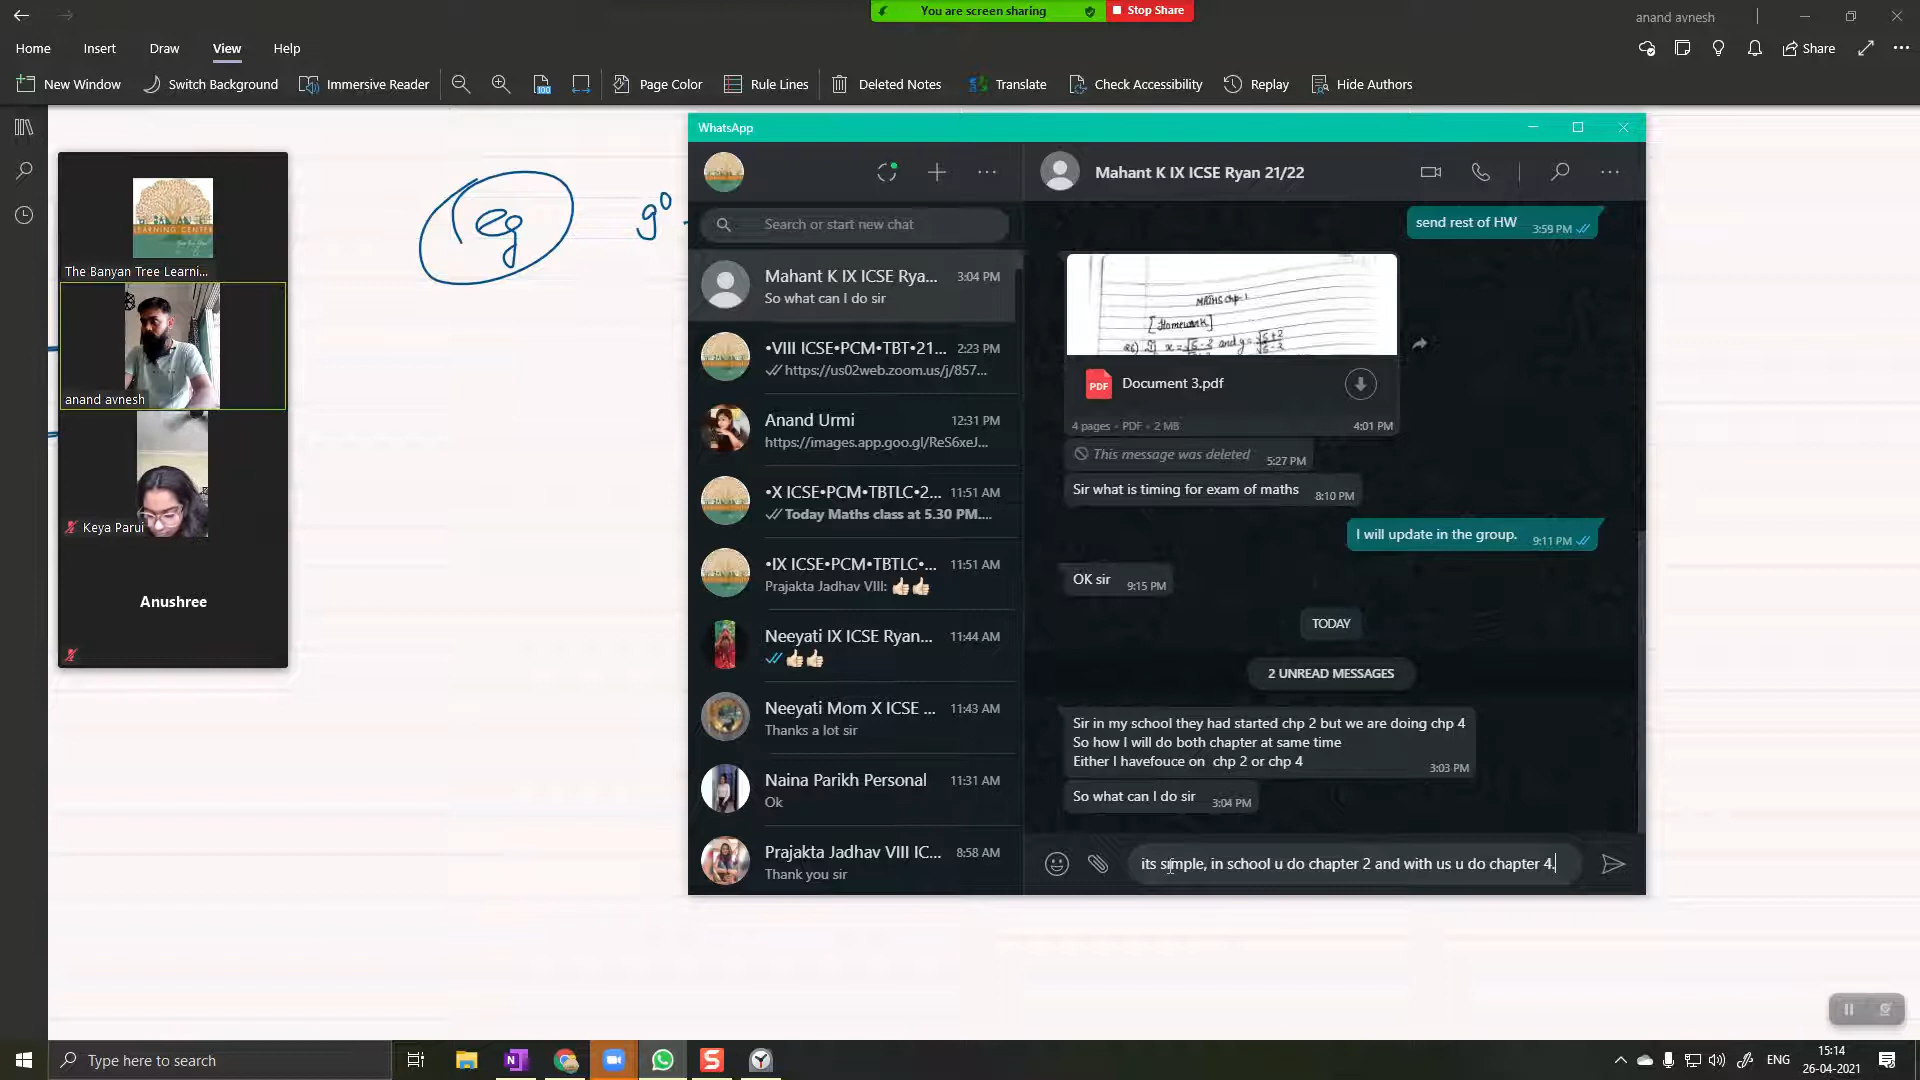 You are screen sharing
Stop Share
anand avnesh
Home
Insert
Draw
View
Help
Share
New Window
Switch Background
Immersive Reader
100
Page Color
Rule Lines
Deleted Notes
Translate
Check Accessibility
Replay
Hide Authors
LEARNING CENTER
The Banyan Tree Learni...
anand avnesh
Keya Parui
Anushree
eg
g⁰
WhatsApp
Search or start new chat
Mahant K IX ICSE Rya...
3:04 PM
So what can I do sir
•VIII ICSE•PCM•TBT•21...
2:23 PM
https://us02web.zoom.us/j/857...
Anand Urmi
12:31 PM
https://images.app.goo.gl/ReS6xeJ...
•X ICSE•PCM•TBTLC•2...
11:51 AM
Today Maths class at 5.30 PM....
•IX ICSE•PCM•TBTLC•...
11:51 AM
Prajakta Jadhav VIII: 👍🏻👍🏻
Neeyati IX ICSE Ryan...
11:44 AM
👍🏻👍🏻
Neeyati Mom X ICSE ...
11:43 AM
Thanks a lot sir
Naina Parikh Personal
11:31 AM
Ok
Prajakta Jadhav VIII IC...
8:58 AM
Thank you sir
Mahant K IX ICSE Ryan 21/22
send rest of HW
3:59 PM
MATHS chp-1
[Homework]
PDF
Document 3.pdf
4 pages • PDF • 2 MB
4:01 PM
This message was deleted
5:27 PM
Sir what is timing for exam of maths
8:10 PM
I will update in the group.
9:11 PM
OK sir
9:15 PM
TODAY
2 UNREAD MESSAGES
Sir in my school they had started chp 2 but we are doing chp 4
So how I will do both chapter at same time
Either I havefouce on chp 2 or chp 4
3:03 PM
So what can I do sir
3:04 PM
its simple, in school u do chapter 2 and with us u do chapter 4.
Type here to search
ENG
15:14
26-04-2021